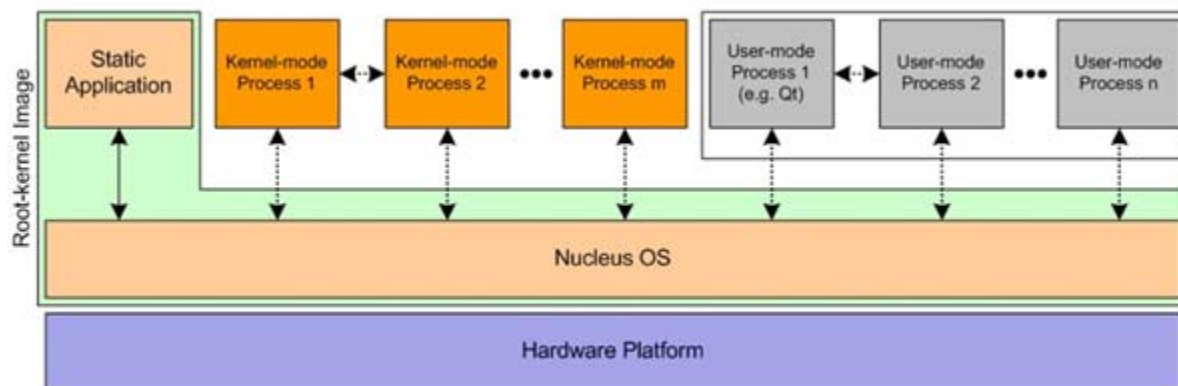 Root-kernel Image
Static
Application
Kernel-mode
Process 1
Kernel-mode
Process 2
Kernel-mode
Process m
User-mode
Process 1
(e.g. Qt)
User-mode
Process 2
User-mode
Process n
Nucleus OS
Hardware Platform